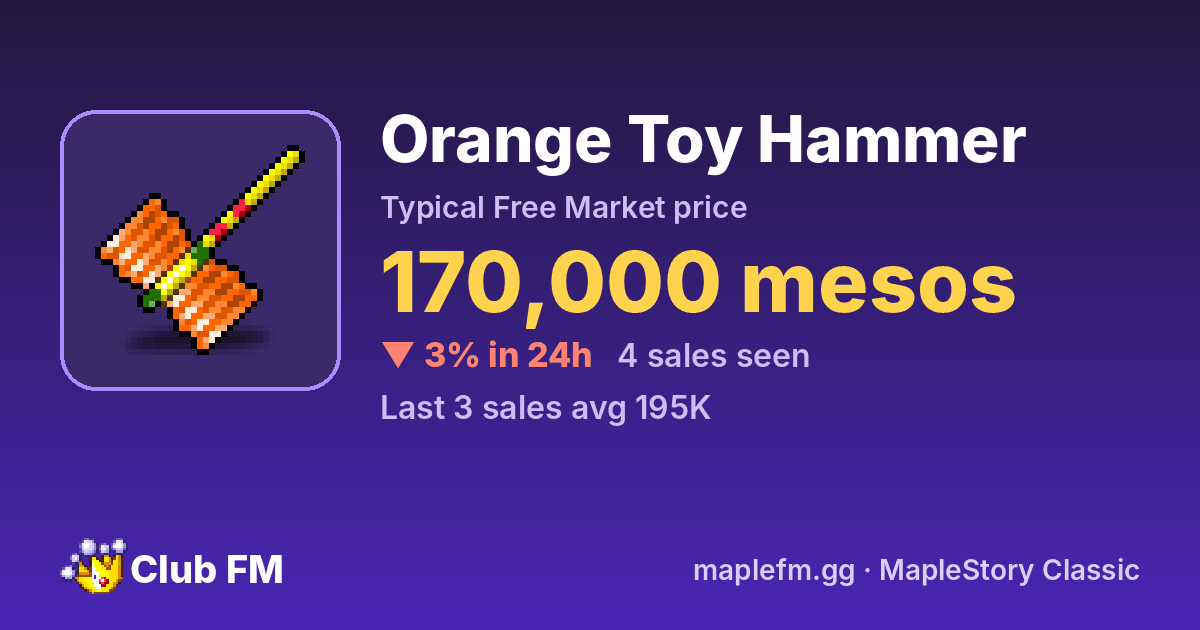 Orange Toy Hammer
Typical Free Market price
170,000 mesos
▼ 3% in 24h 4 sales seen
Last 3 sales avg 195K
Club FM
maplefm.gg · MapleStory Classic